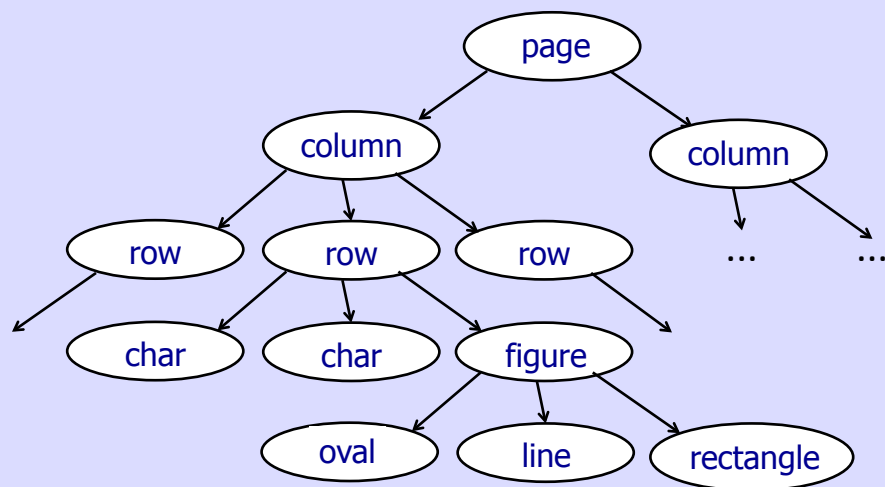 page
column
column
row
row
row
...
...
char
char
figure
oval
line
rectangle